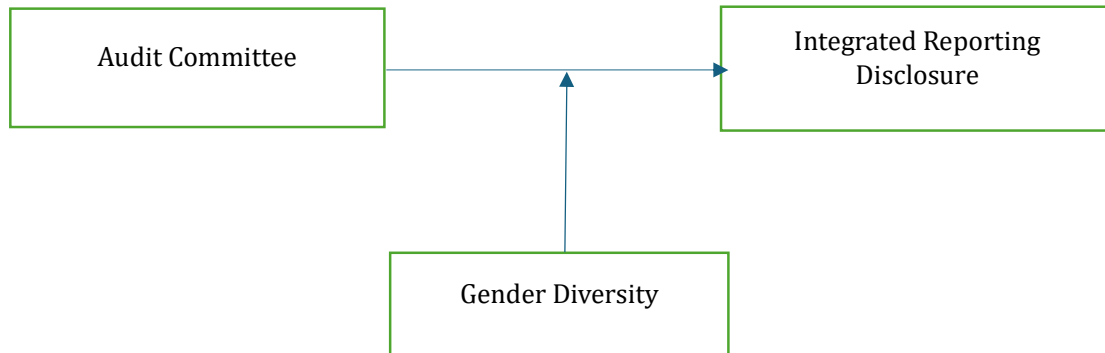 Audit Committee
Integrated Reporting
Disclosure
Gender Diversity